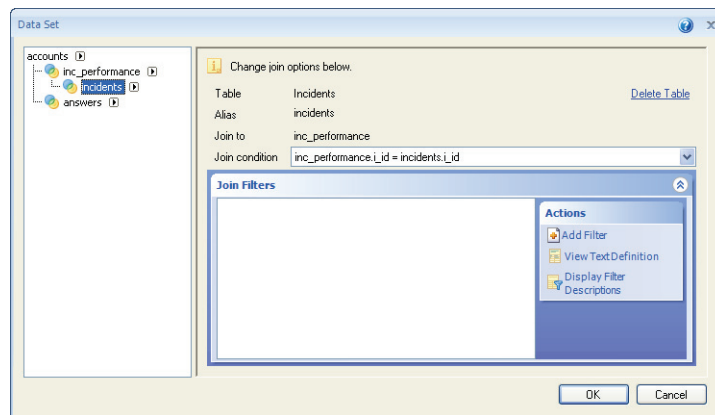 Data Set
accounts
inc_performance
incidents
answers
Change join options below.
Table Incidents Delete Table
Alias incidents
Join to inc_performance
Join condition inc_performance.i_id = incidents.i_id
Join Filters
Actions
Add Filter
View Text Definition
Display Filter
Descriptions
OK Cancel